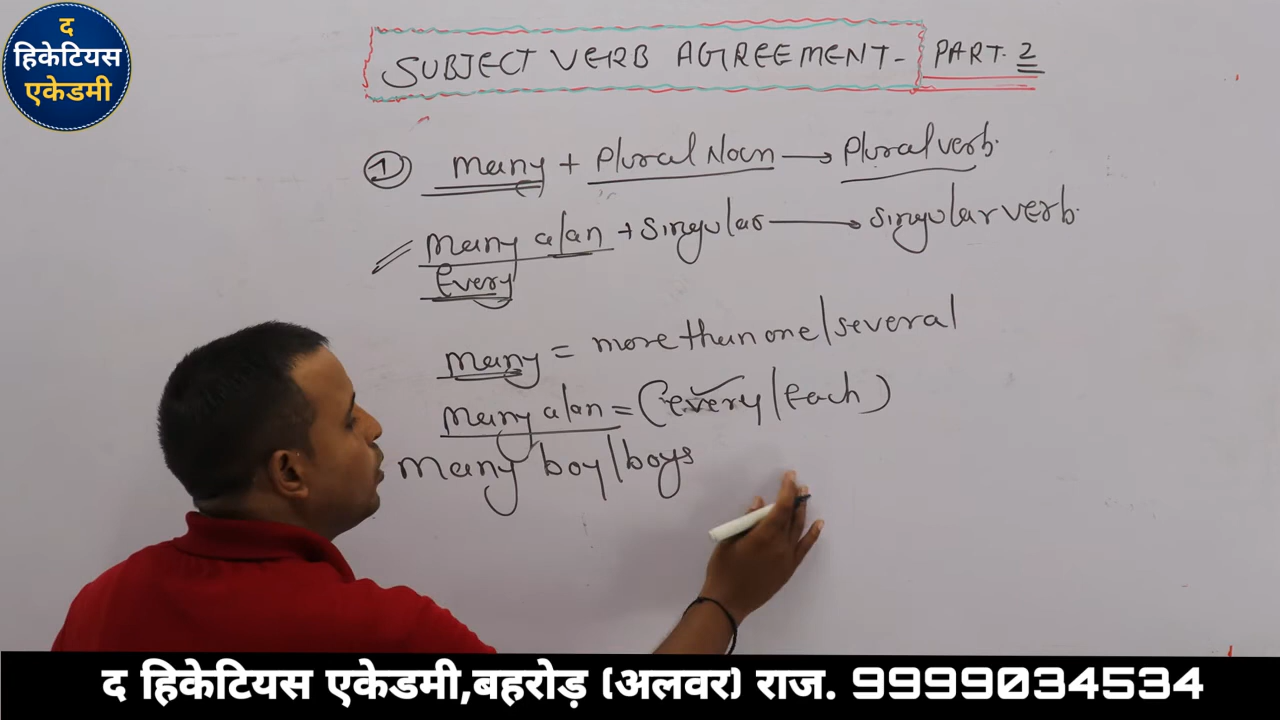 द
हिकेटियस
एकेडमी
SUBJECT VERB AGREEMENT - PART. 2
① many + Plural Noun → Plural verb.
many a/an + Singular → Singular verb.
Every
many = more than one/several
many a/an = (every/Each)
many boy/boys
द हिकेटियस एकेडमी,बहरोड़ (अलवर) राज. 9999034534